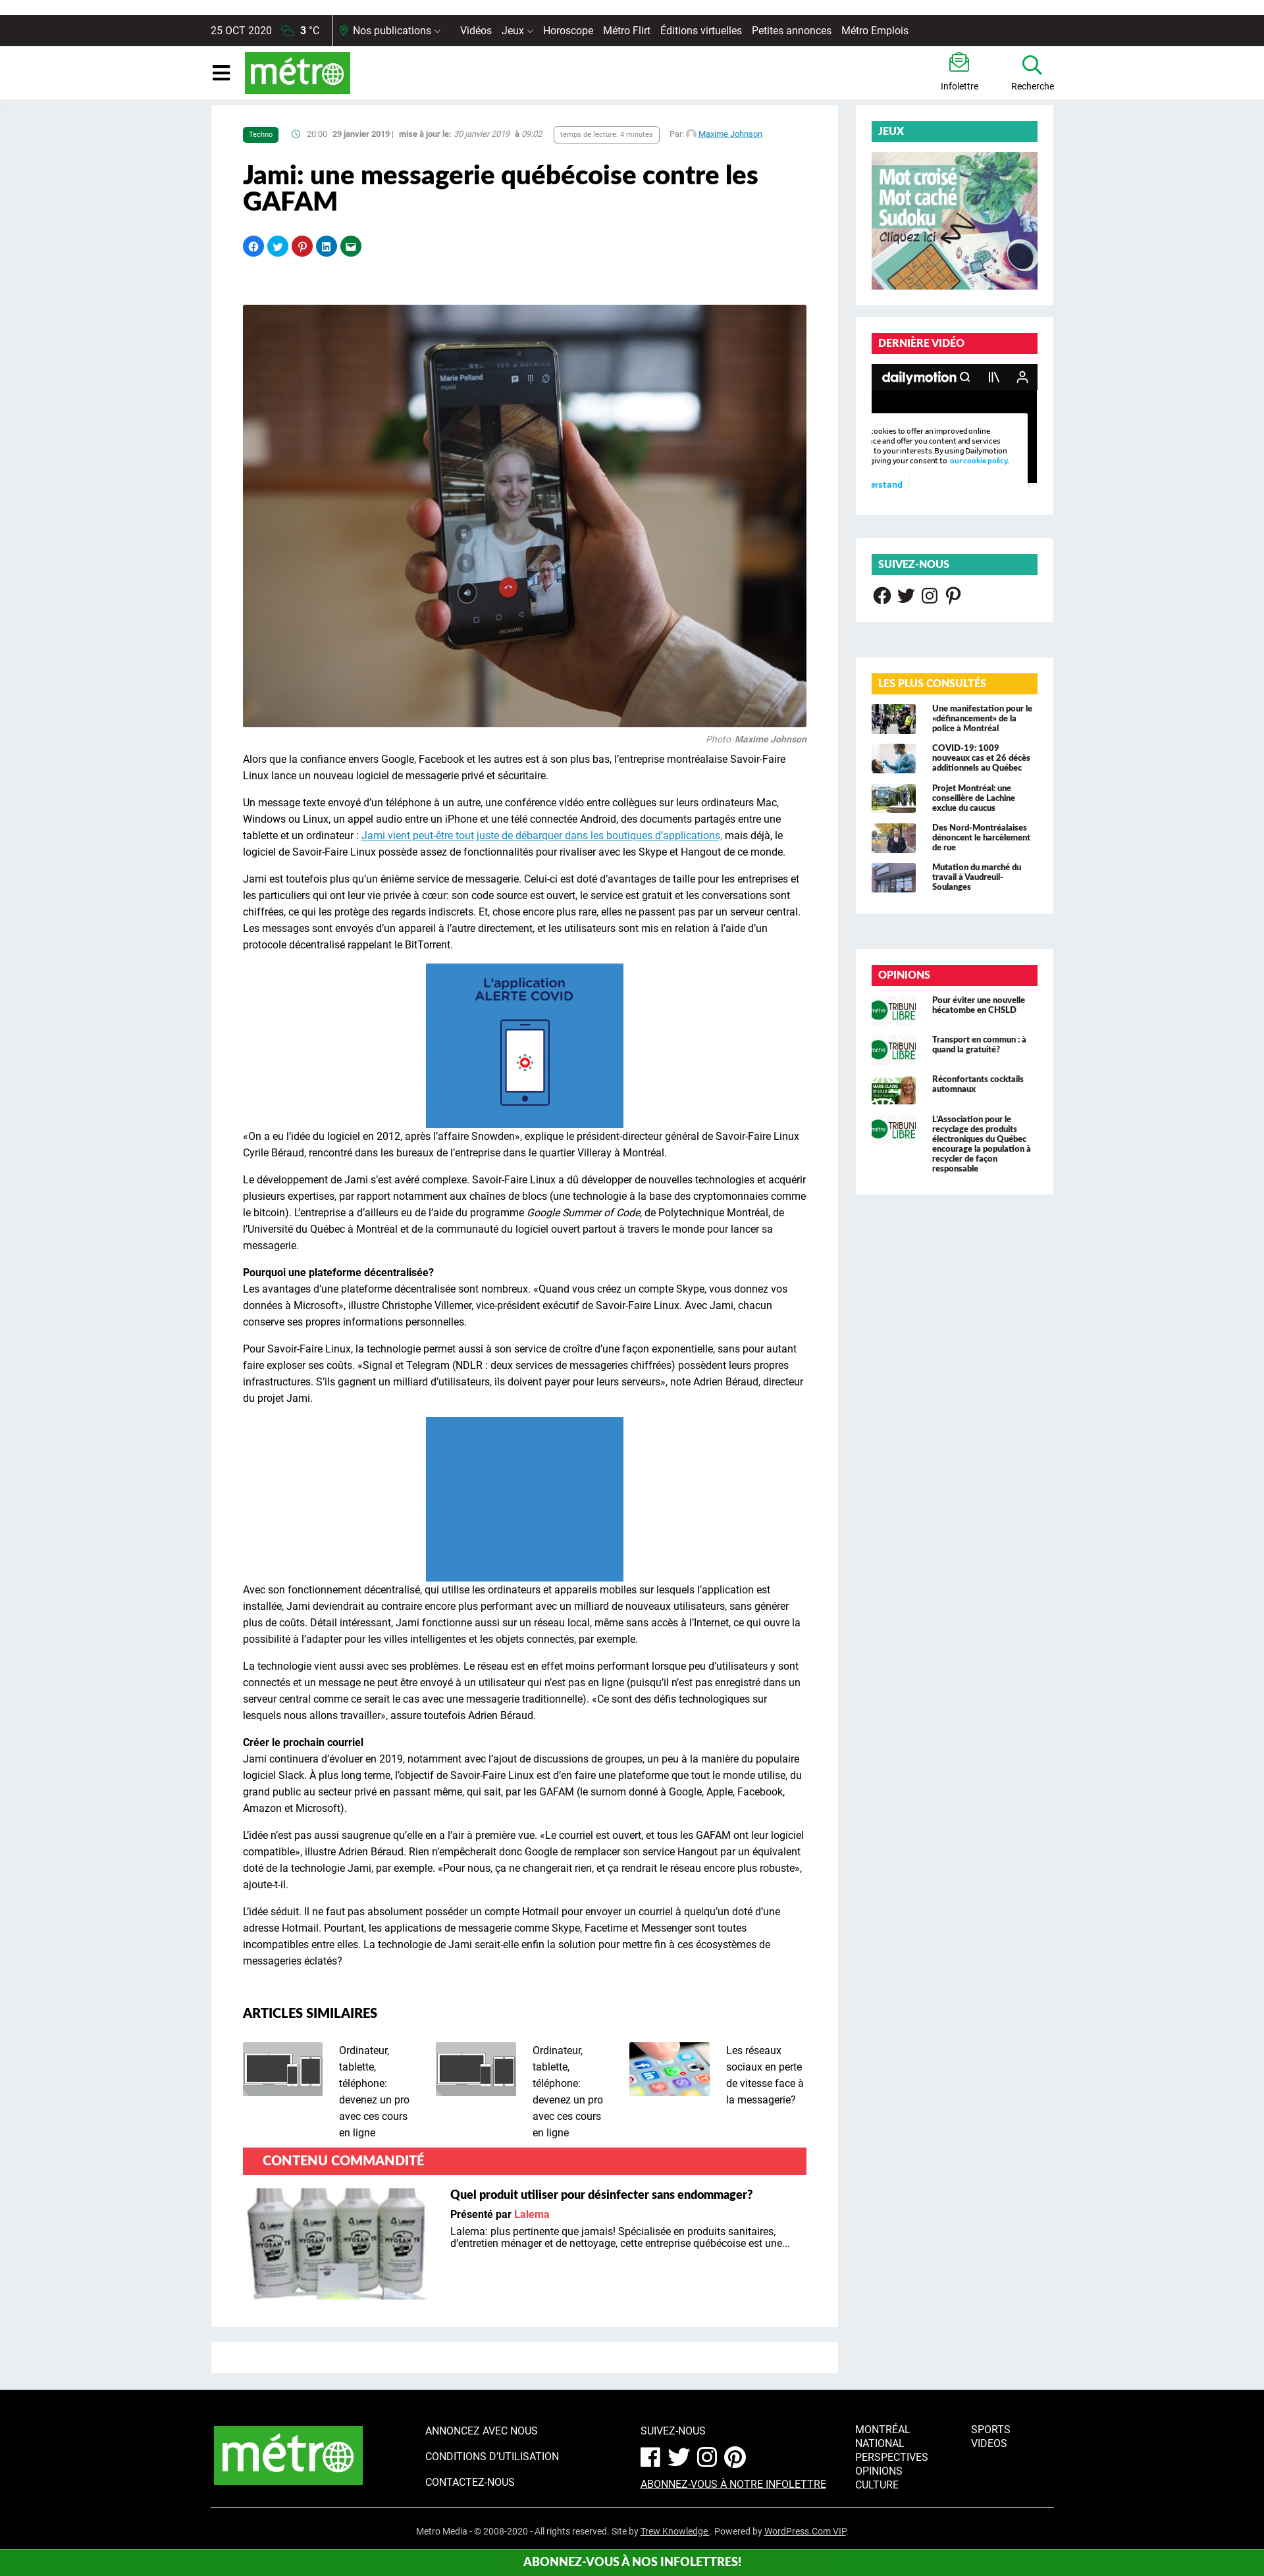 25 OCT 2020 3 °C Nos publications Vidéos Jeux Horoscope Métro Flirt Éditions virtuelles Petites annonces Métro Emplois
métro
Infolettre
Recherche
Techno 20:00 29 janvier 2019 | mise à jour le: 30 janvier 2019 à 09:02 temps de lecture: 4 minutes Par: Maxime Johnson
Jami: une messagerie québécoise contre les
GAFAM
Marie Pelland
mpelld
HUAWEI
Photo: Maxime Johnson
Alors que la confiance envers Google, Facebook et les autres est à son plus bas, l’entreprise montréalaise Savoir-Faire
Linux lance un nouveau logiciel de messagerie privé et sécuritaire.
Un message texte envoyé d’un téléphone à un autre, une conférence vidéo entre collègues sur leurs ordinateurs Mac,
Windows ou Linux, un appel audio entre un iPhone et une télé connectée Android, des documents partagés entre une
tablette et un ordinateur : Jami vient peut-être tout juste de débarquer dans les boutiques d’applications, mais déjà, le
logiciel de Savoir-Faire Linux possède assez de fonctionnalités pour rivaliser avec les Skype et Hangout de ce monde.
Jami est toutefois plus qu’un énième service de messagerie. Celui-ci est doté d’avantages de taille pour les entreprises et
les particuliers qui ont leur vie privée à cœur: son code source est ouvert, le service est gratuit et les conversations sont
chiffrées, ce qui les protège des regards indiscrets. Et, chose encore plus rare, elles ne passent pas par un serveur central.
Les messages sont envoyés d’un appareil à l’autre directement, et les utilisateurs sont mis en relation à l’aide d’un
protocole décentralisé rappelant le BitTorrent.
L’application
ALERTE COVID
«On a eu l’idée du logiciel en 2012, après l’affaire Snowden», explique le président-directeur général de Savoir-Faire Linux
Cyrile Béraud, rencontré dans les bureaux de l’entreprise dans le quartier Villeray à Montréal.
Le développement de Jami s’est avéré complexe. Savoir-Faire Linux a dû développer de nouvelles technologies et acquérir
plusieurs expertises, par rapport notamment aux chaînes de blocs (une technologie à la base des cryptomonnaies comme
le bitcoin). L’entreprise a d’ailleurs eu de l’aide du programme Google Summer of Code, de Polytechnique Montréal, de
l’Université du Québec à Montréal et de la communauté du logiciel ouvert partout à travers le monde pour lancer sa
messagerie.
Pourquoi une plateforme décentralisée?
Les avantages d’une plateforme décentralisée sont nombreux. «Quand vous créez un compte Skype, vous donnez vos
données à Microsoft», illustre Christophe Villemer, vice-président exécutif de Savoir-Faire Linux. Avec Jami, chacun
conserve ses propres informations personnelles.
Pour Savoir-Faire Linux, la technologie permet aussi à son service de croître d’une façon exponentielle, sans pour autant
faire exploser ses coûts. «Signal et Telegram (NDLR : deux services de messageries chiffrées) possèdent leurs propres
infrastructures. S’ils gagnent un milliard d’utilisateurs, ils doivent payer pour leurs serveurs», note Adrien Béraud, directeur
du projet Jami.
Avec son fonctionnement décentralisé, qui utilise les ordinateurs et appareils mobiles sur lesquels l’application est
installée, Jami deviendrait au contraire encore plus performant avec un milliard de nouveaux utilisateurs, sans générer
plus de coûts. Détail intéressant, Jami fonctionne aussi sur un réseau local, même sans accès à l’Internet, ce qui ouvre la
possibilité à l’adapter pour les villes intelligentes et les objets connectés, par exemple.
La technologie vient aussi avec ses problèmes. Le réseau est en effet moins performant lorsque peu d’utilisateurs y sont
connectés et un message ne peut être envoyé à un utilisateur qui n’est pas en ligne (puisqu’il n’est pas enregistré dans un
serveur central comme ce serait le cas avec une messagerie traditionnelle). «Ce sont des défis technologiques sur
lesquels nous allons travailler», assure toutefois Adrien Béraud.
Créer le prochain courriel
Jami continuera d’évoluer en 2019, notamment avec l’ajout de discussions de groupes, un peu à la manière du populaire
logiciel Slack. À plus long terme, l’objectif de Savoir-Faire Linux est d’en faire une plateforme que tout le monde utilise, du
grand public au secteur privé en passant même, qui sait, par les GAFAM (le surnom donné à Google, Apple, Facebook,
Amazon et Microsoft).
L’idée n’est pas aussi saugrenue qu’elle en a l’air à première vue. «Le courriel est ouvert, et tous les GAFAM ont leur logiciel
compatible», illustre Adrien Béraud. Rien n’empêcherait donc Google de remplacer son service Hangout par un équivalent
doté de la technologie Jami, par exemple. «Pour nous, ça ne changerait rien, et ça rendrait le réseau encore plus robuste»,
ajoute-t-il.
L’idée séduit. Il ne faut pas absolument posséder un compte Hotmail pour envoyer un courriel à quelqu’un doté d’une
adresse Hotmail. Pourtant, les applications de messagerie comme Skype, Facetime et Messenger sont toutes
incompatibles entre elles. La technologie de Jami serait-elle enfin la solution pour mettre fin à ces écosystèmes de
messageries éclatés?
ARTICLES SIMILAIRES
Ordinateur,
tablette,
téléphone:
devenez un pro
avec ces cours
en ligne
Ordinateur,
tablette,
téléphone:
devenez un pro
avec ces cours
en ligne
Les réseaux
sociaux en perte
de vitesse face à
la messagerie?
CONTENU COMMANDITÉ
Quel produit utiliser pour désinfecter sans endommager?
Présenté par Lalema
Lalema: plus pertinente que jamais! Spécialisée en produits sanitaires,
d’entretien ménager et de nettoyage, cette entreprise québécoise est une...
JEUX
Mot croisé
Mot caché
Sudoku
Cliquez ici
DERNIÈRE VIDÉO
dailymotion
cookies to offer an improved online
ce and offer you content and services
to your interests. By using Dailymotion
giving your consent to our cookie policy.
erstand
SUIVEZ-NOUS
LES PLUS CONSULTÉS
Une manifestation pour le
«définancement» de la
police à Montréal
COVID-19: 1009
nouveaux cas et 26 décès
additionnels au Québec
Projet Montréal: une
conseillère de Lachine
exclue du caucus
Des Nord-Montréalaises
dénoncent le harcèlement
de rue
Mutation du marché du
travail à Vaudreuil-
Soulanges
OPINIONS
métro TRIBUN LIBRE
Pour éviter une nouvelle
hécatombe en CHSLD
métro TRIBUN LIBRE
Transport en commun : à
quand la gratuité?
MARIE CLAUDE
Réconfortants cocktails
automnaux
métro TRIBUN LIBRE
L’Association pour le
recyclage des produits
électroniques du Québec
encourage la population à
recycler de façon
responsable
métro
ANNONCEZ AVEC NOUS
CONDITIONS D’UTILISATION
CONTACTEZ-NOUS
SUIVEZ-NOUS
ABONNEZ-VOUS À NOTRE INFOLETTRE
MONTRÉAL
NATIONAL
PERSPECTIVES
OPINIONS
CULTURE
SPORTS
VIDEOS
Metro Media - © 2008-2020 - All rights reserved. Site by Trew Knowledge . Powered by WordPress.Com VIP.
ABONNEZ-VOUS À NOS INFOLETTRES!